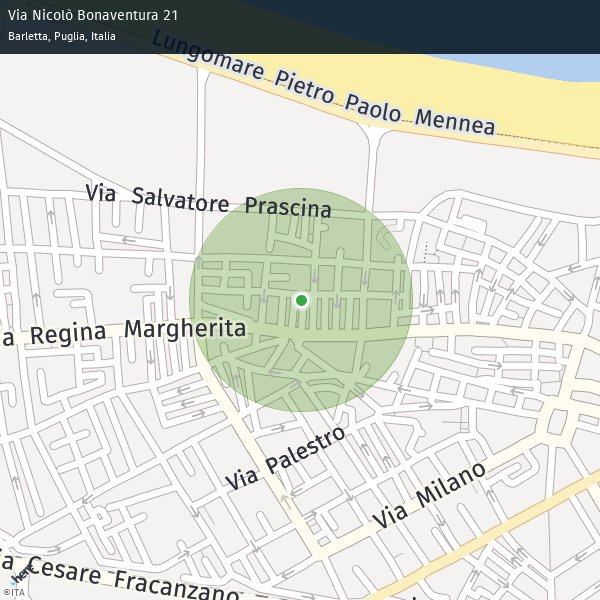 Via Nicolò Bonaventura 21
Barletta, Puglia, Italia
Lungomare Pietro Paolo Mennea
Via Salvatore Prascina
a Regina Margherita
Via Palestro
Via Milano
a Cesare Fracanzano
here
©ITA